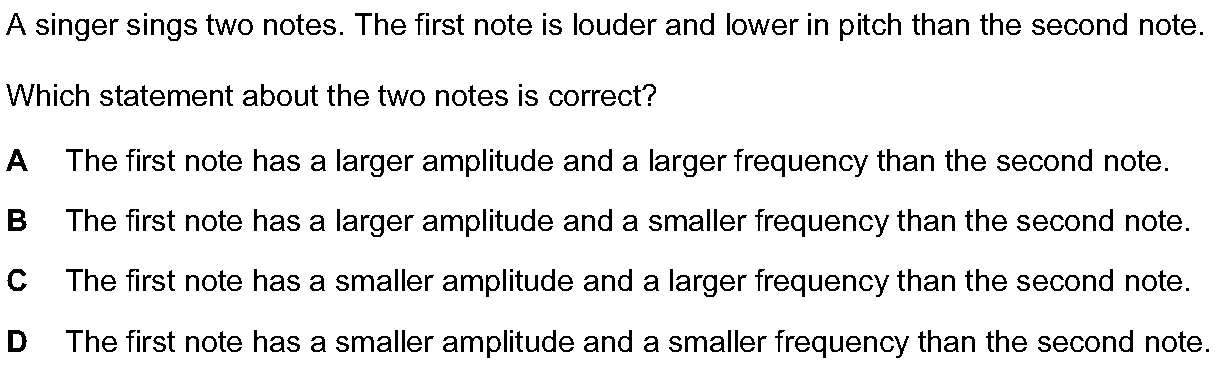 A singer sings two notes. The first note is louder and lower in pitch than the second note.
Which statement about the two notes is correct?
A The first note has a larger amplitude and a larger frequency than the second note.
B The first note has a larger amplitude and a smaller frequency than the second note.
C The first note has a smaller amplitude and a larger frequency than the second note.
D The first note has a smaller amplitude and a smaller frequency than the second note.